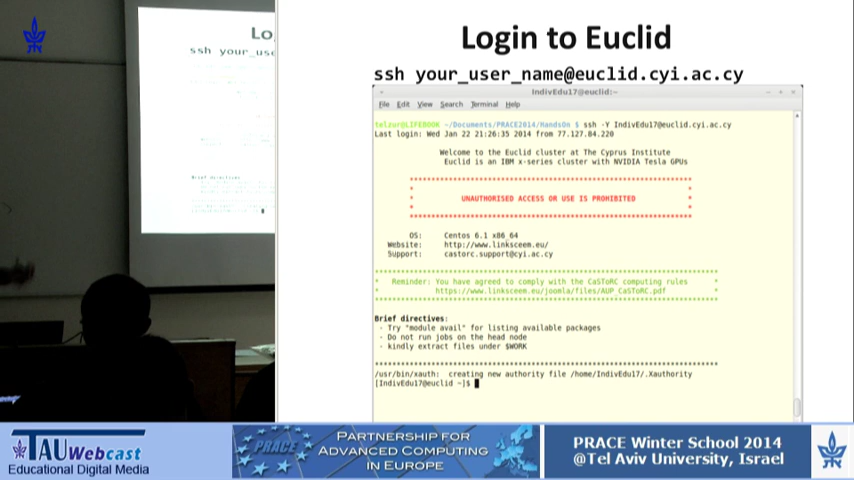 Login to Euclid
ssh your_user_name@euclid.cyi.ac.cy
IndivEdu17@euclid:~
File Edit View Search Terminal Help
telzur@LIFEBOOK ~/Documents/PRACE2014/HandsOn $ ssh -Y IndivEdu17@euclid.cyi.ac.cy
Last login: Wed Jan 22 21:26:35 2014 from 77.127.84.220
Welcome to the Euclid cluster at The Cyprus Institute
Euclid is an IBM x-series cluster with NVIDIA Tesla GPUs
UNAUTHORISED ACCESS OR USE IS PROHIBITED
OS: Centos 6.1 x86_64
Website: http://www.linksceem.eu/
Support: castorc.support@cyi.ac.cy
* Reminder: You have agreed to comply with the CaSToRC computing rules *
* https://www.linksceem.eu/joomla/files/AUP_CaSToRC.pdf *
Brief directives:
- Try "module avail" for listing available packages
- Do not run jobs on the head node
- kindly extract files under $WORK
/usr/bin/xauth: creating new authority file /home/IndivEdu17/.Xauthority
[IndivEdu17@euclid ~]$
Lo
ssh your_use
Brief directives
TAU Webcast
Educational Digital Media
PRACE
PARTNERSHIP FOR
ADVANCED COMPUTING
IN EUROPE
PRACE Winter School 2014
@Tel Aviv University, Israel